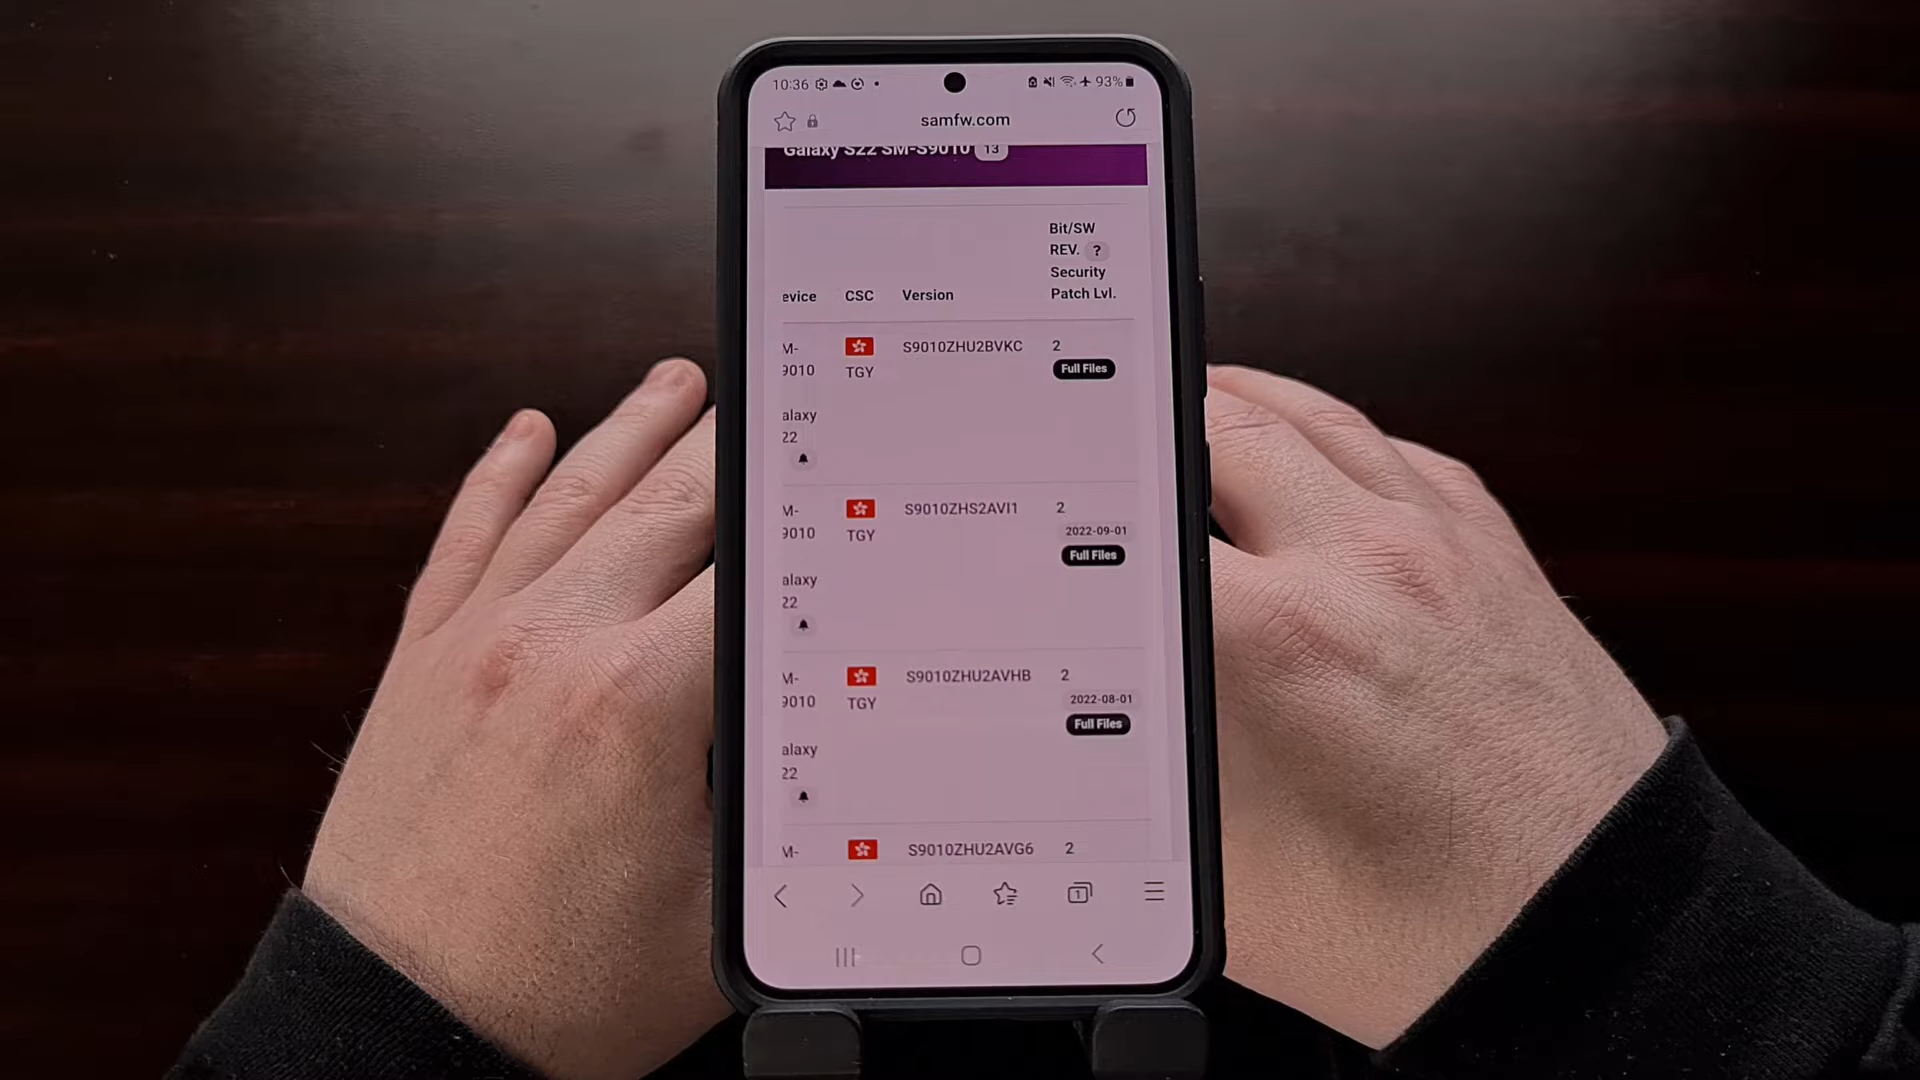 10:36 93%
samfw.com
Galaxy S22 SM-S9010 13
Bit/SW
REV. ?
Security
evice CSC Version Patch Lvl.
M- S9010ZHU2BVKC 2
9010 TGY Full Files
alaxy
22
M- S9010ZHS2AVI1 2
9010 TGY 2022-09-01
Full Files
alaxy
22
M- S9010ZHU2AVHB 2
9010 TGY 2022-08-01
Full Files
alaxy
22
M- S9010ZHU2AVG6 2
1